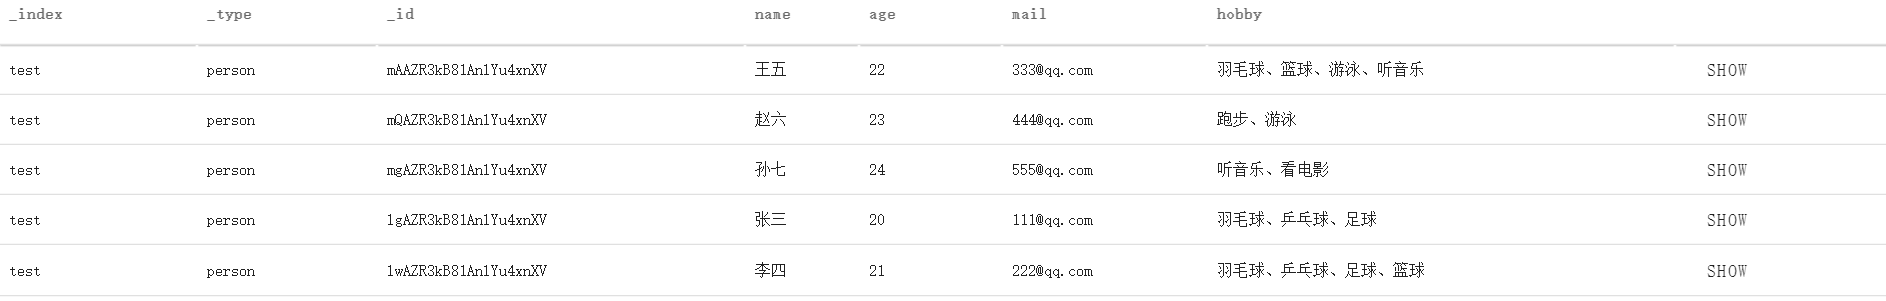 _index _type _id name age mail hobby
test person mAAZR3kB81An1Yu4xnXV 王五 22 333@qq.com 羽毛球、篮球、游泳、听音乐 SHOW
test person mQAZR3kB81An1Yu4xnXV 赵六 23 444@qq.com 跑步、游泳 SHOW
test person mgAZR3kB81An1Yu4xnXV 孙七 24 555@qq.com 听音乐、看电影 SHOW
test person lgAZR3kB81An1Yu4xnXV 张三 20 111@qq.com 羽毛球、乒乓球、足球 SHOW
test person lwAZR3kB81An1Yu4xnXV 李四 21 222@qq.com 羽毛球、乒乓球、足球、篮球 SHOW